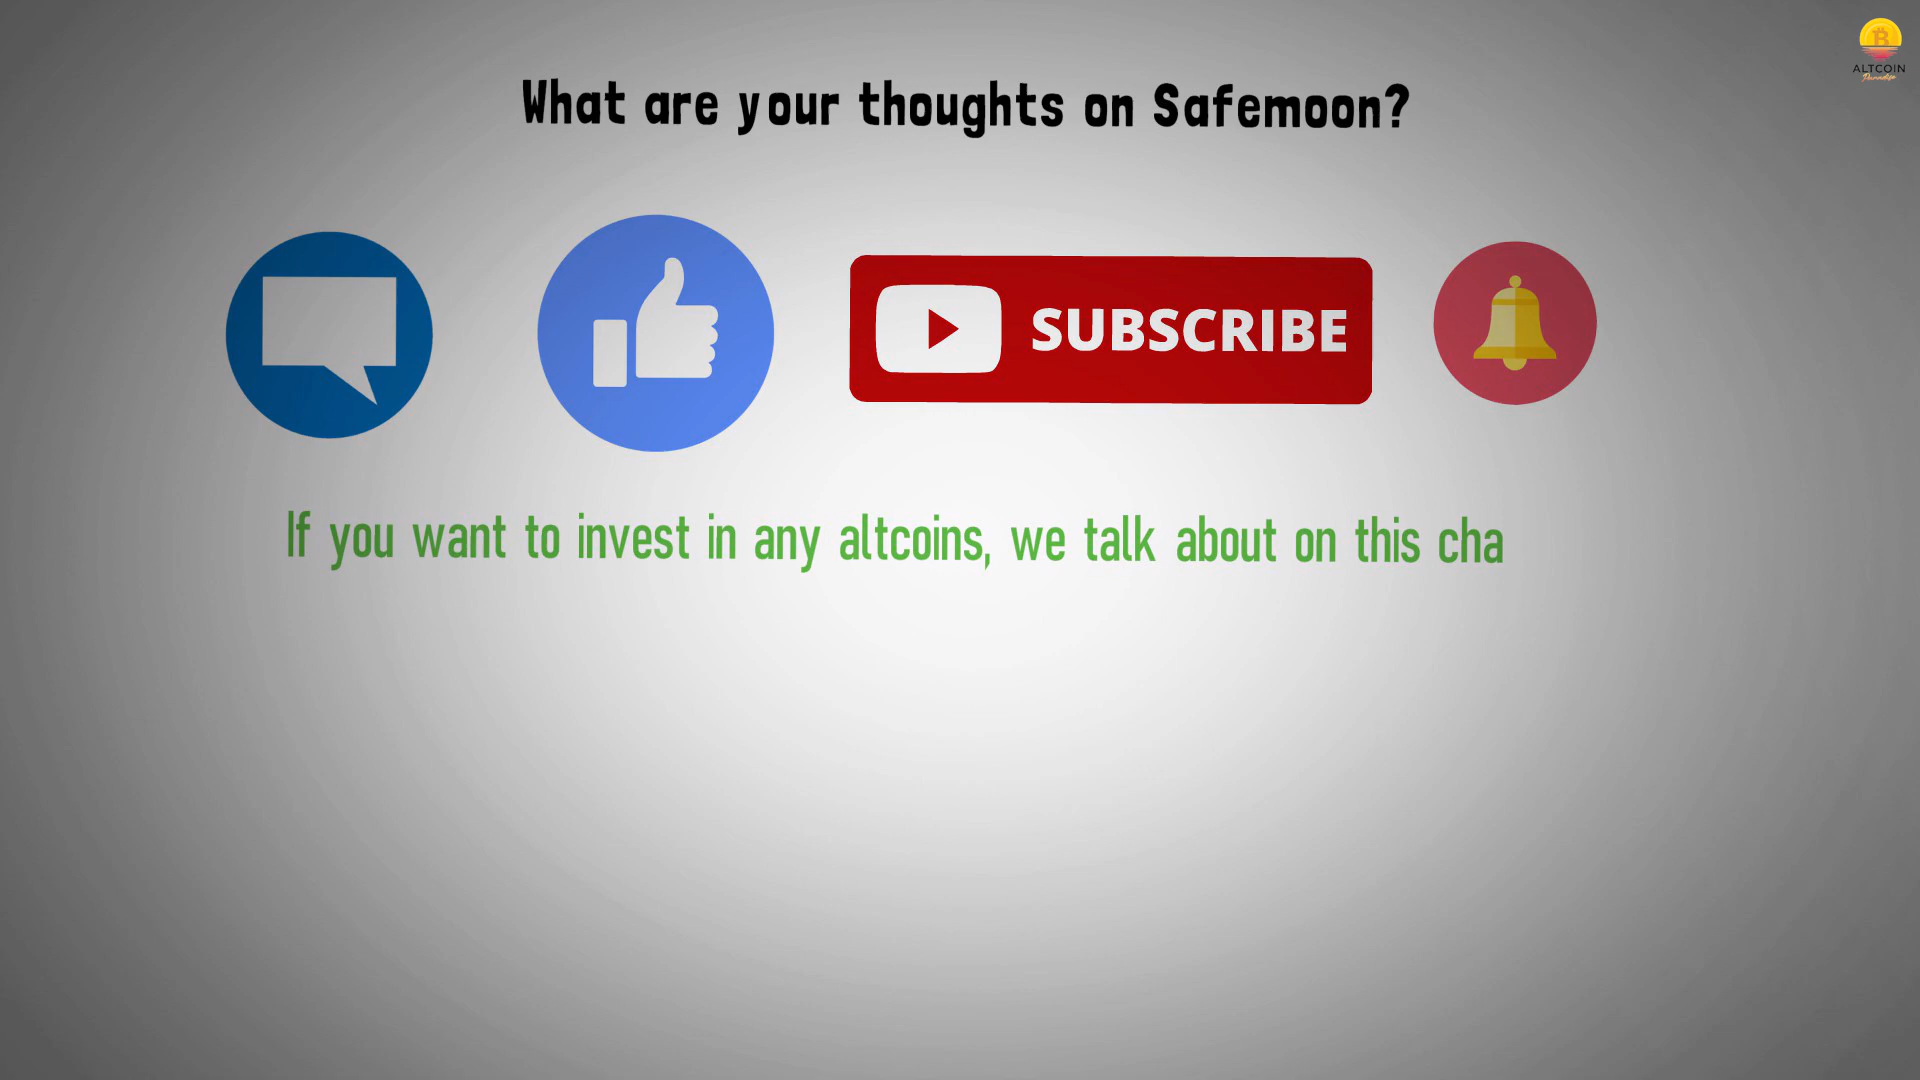 ALTCOIN
Paradise
What are your thoughts on Safemoon?
SUBSCRIBE
If you want to invest in any altcoins, we talk about on this cha